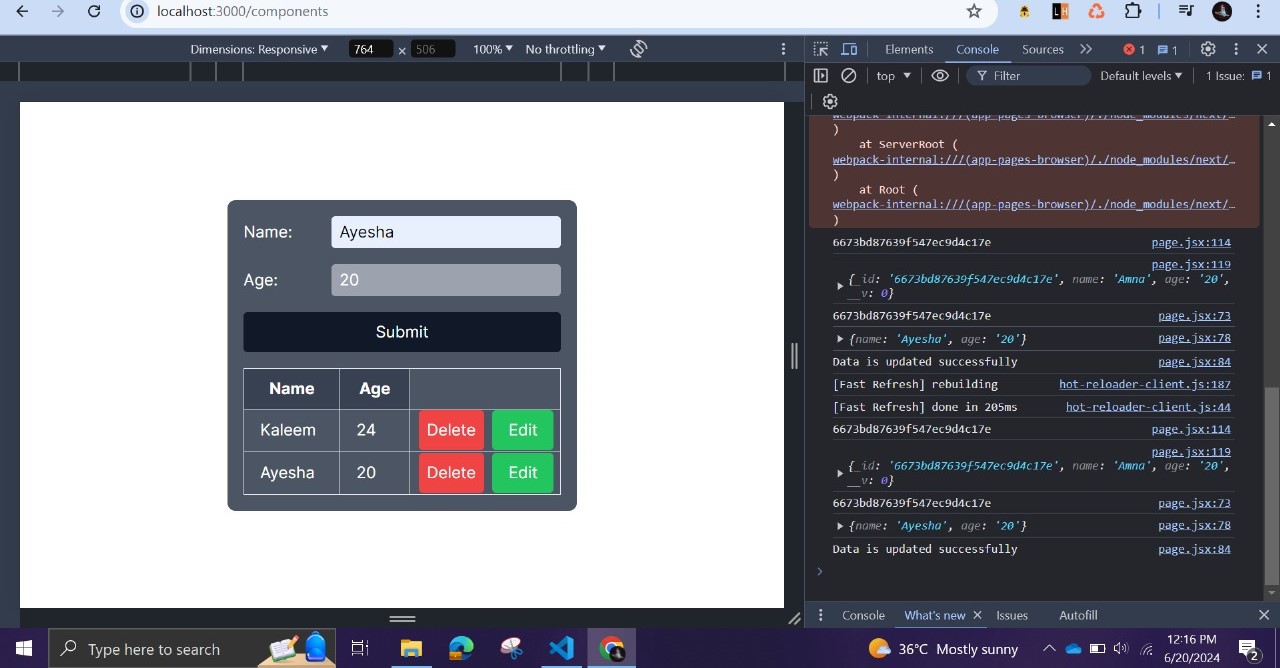 localhost:3000/components
Dimensions: Responsive 764 × 506 100% No throttling
Elements Console Sources 1 1
top Filter Default levels 1 Issue: 1
webpack-internal:///(app-pages-browser)/./node_modules/next/…
)
at ServerRoot (
webpack-internal:///(app-pages-browser)/./node_modules/next/…
)
at Root (
webpack-internal:///(app-pages-browser)/./node_modules/next/…
)
6673bd87639f547ec9d4c17e page.jsx:114
page.jsx:119
{_id: '6673bd87639f547ec9d4c17e', name: 'Amna', age: '20',
__v: 0}
6673bd87639f547ec9d4c17e page.jsx:73
{name: 'Ayesha', age: '20'} page.jsx:78
Data is updated successfully page.jsx:84
[Fast Refresh] rebuilding hot-reloader-client.js:187
[Fast Refresh] done in 205ms hot-reloader-client.js:44
6673bd87639f547ec9d4c17e page.jsx:114
page.jsx:119
{_id: '6673bd87639f547ec9d4c17e', name: 'Amna', age: '20',
__v: 0}
6673bd87639f547ec9d4c17e page.jsx:73
{name: 'Ayesha', age: '20'} page.jsx:78
Data is updated successfully page.jsx:84
Name: Ayesha
Age: 20
Submit
Name Age
Kaleem 24 Delete Edit
Ayesha 20 Delete Edit
Console What's new Issues Autofill
Type here to search
36°C Mostly sunny
12:16 PM
6/20/2024
2
LH